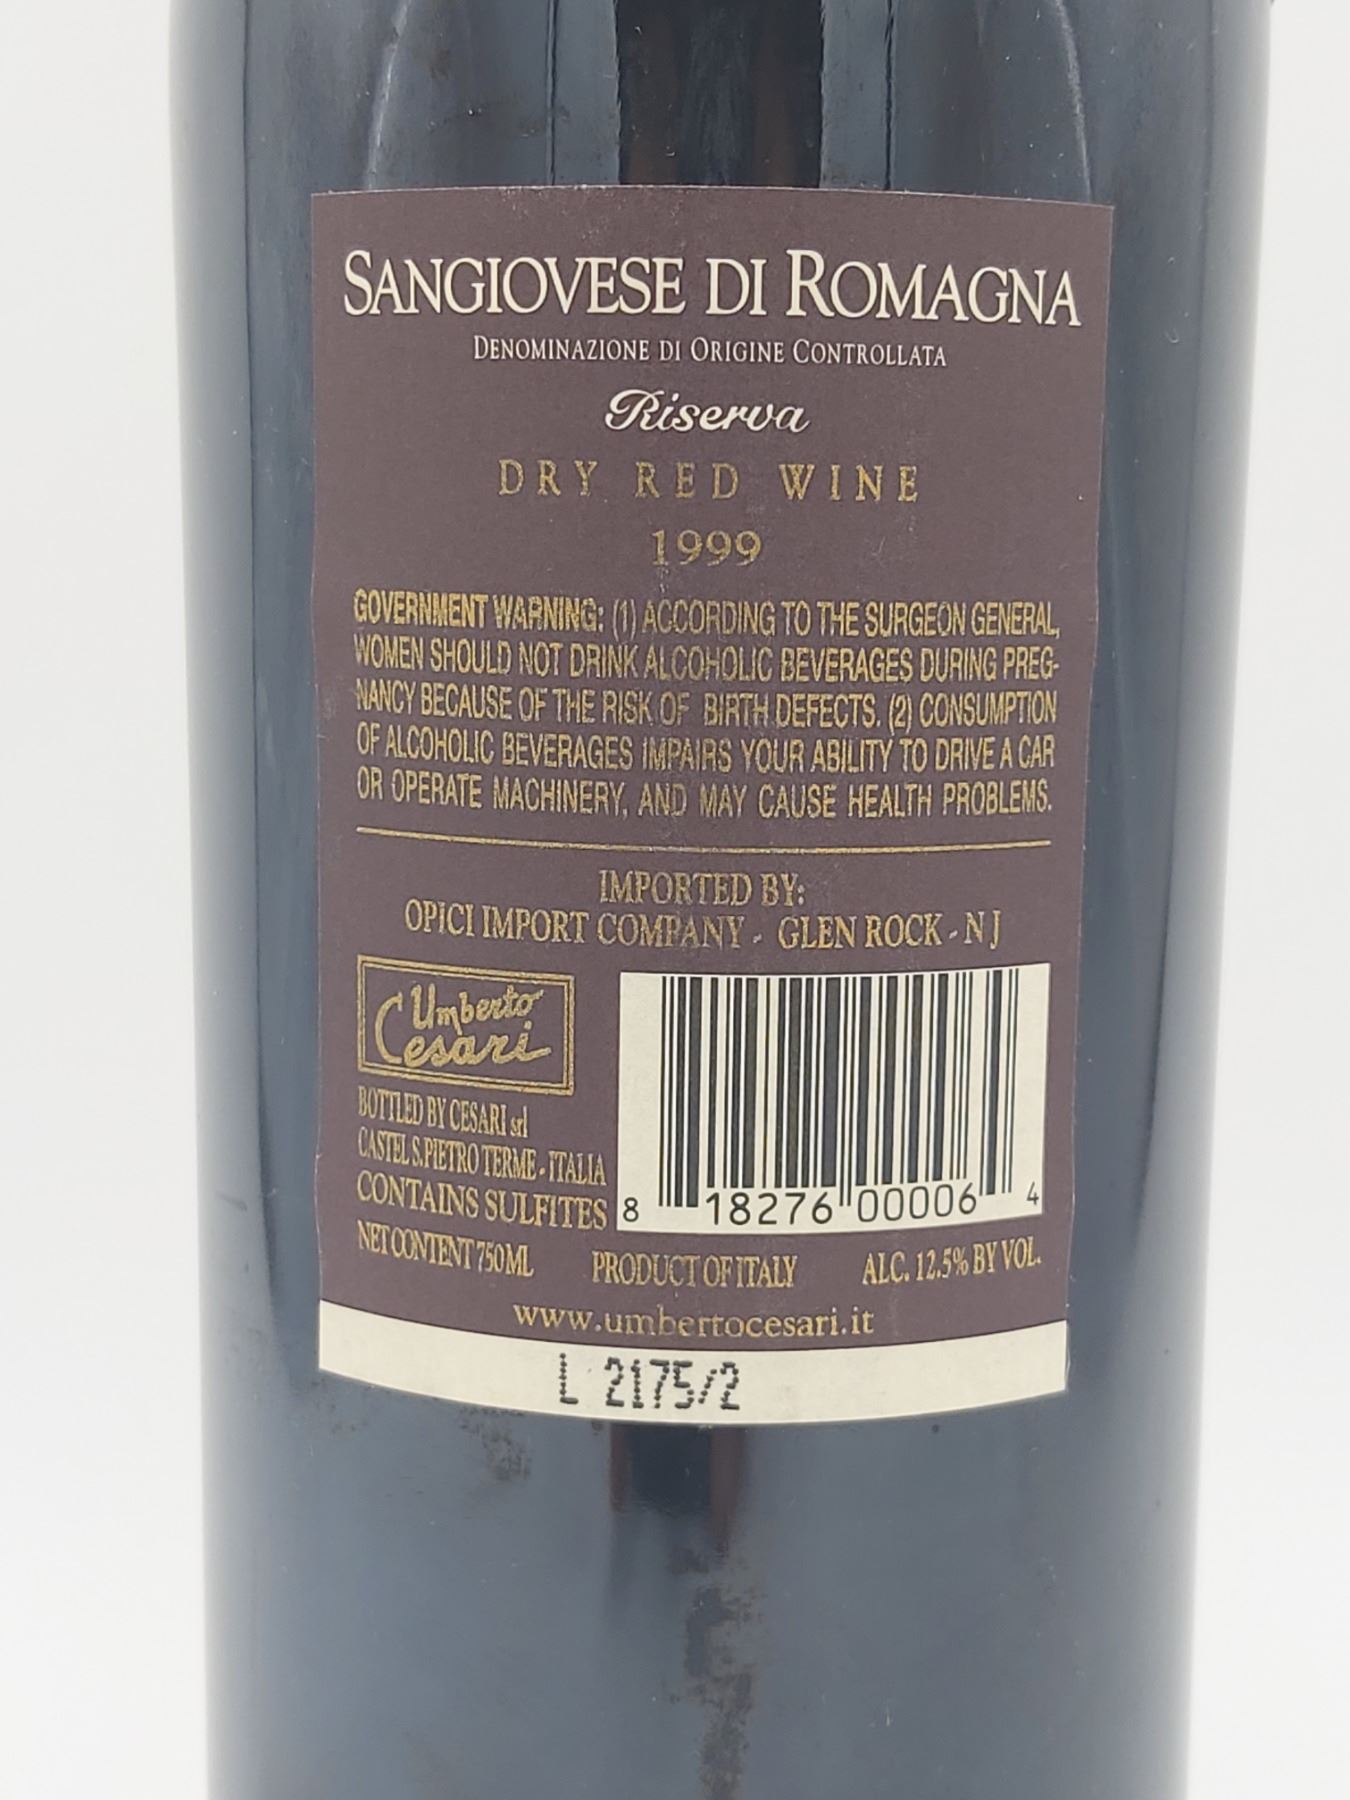 SANGIOVESE DI ROMAGNA
DENOMINAZIONE DI ORIGINE CONTROLLATA
Riserva
DRY RED WINE
1999
GOVERNMENT WARNING: (1) ACCORDING TO THE SURGEON GENERAL,
WOMEN SHOULD NOT DRINK ALCOHOLIC BEVERAGES DURING PREG-
NANCY BECAUSE OF THE RISK OF BIRTH DEFECTS. (2) CONSUMPTION
OF ALCOHOLIC BEVERAGES IMPAIRS YOUR ABILITY TO DRIVE A CAR
OR OPERATE MACHINERY, AND MAY CAUSE HEALTH PROBLEMS.
IMPORTED BY:
OPICI IMPORT COMPANY - GLEN ROCK - N J
Umberto
Cesari
BOTTLED BY CESARI srl
CASTEL S.PIETRO TERME - ITALIA
CONTAINS SULFITES
8 18276 00006 4
NET CONTENT 750ML PRODUCT OF ITALY ALC. 12.5% BY VOL.
www.umbertocesari.it
L 2175/2